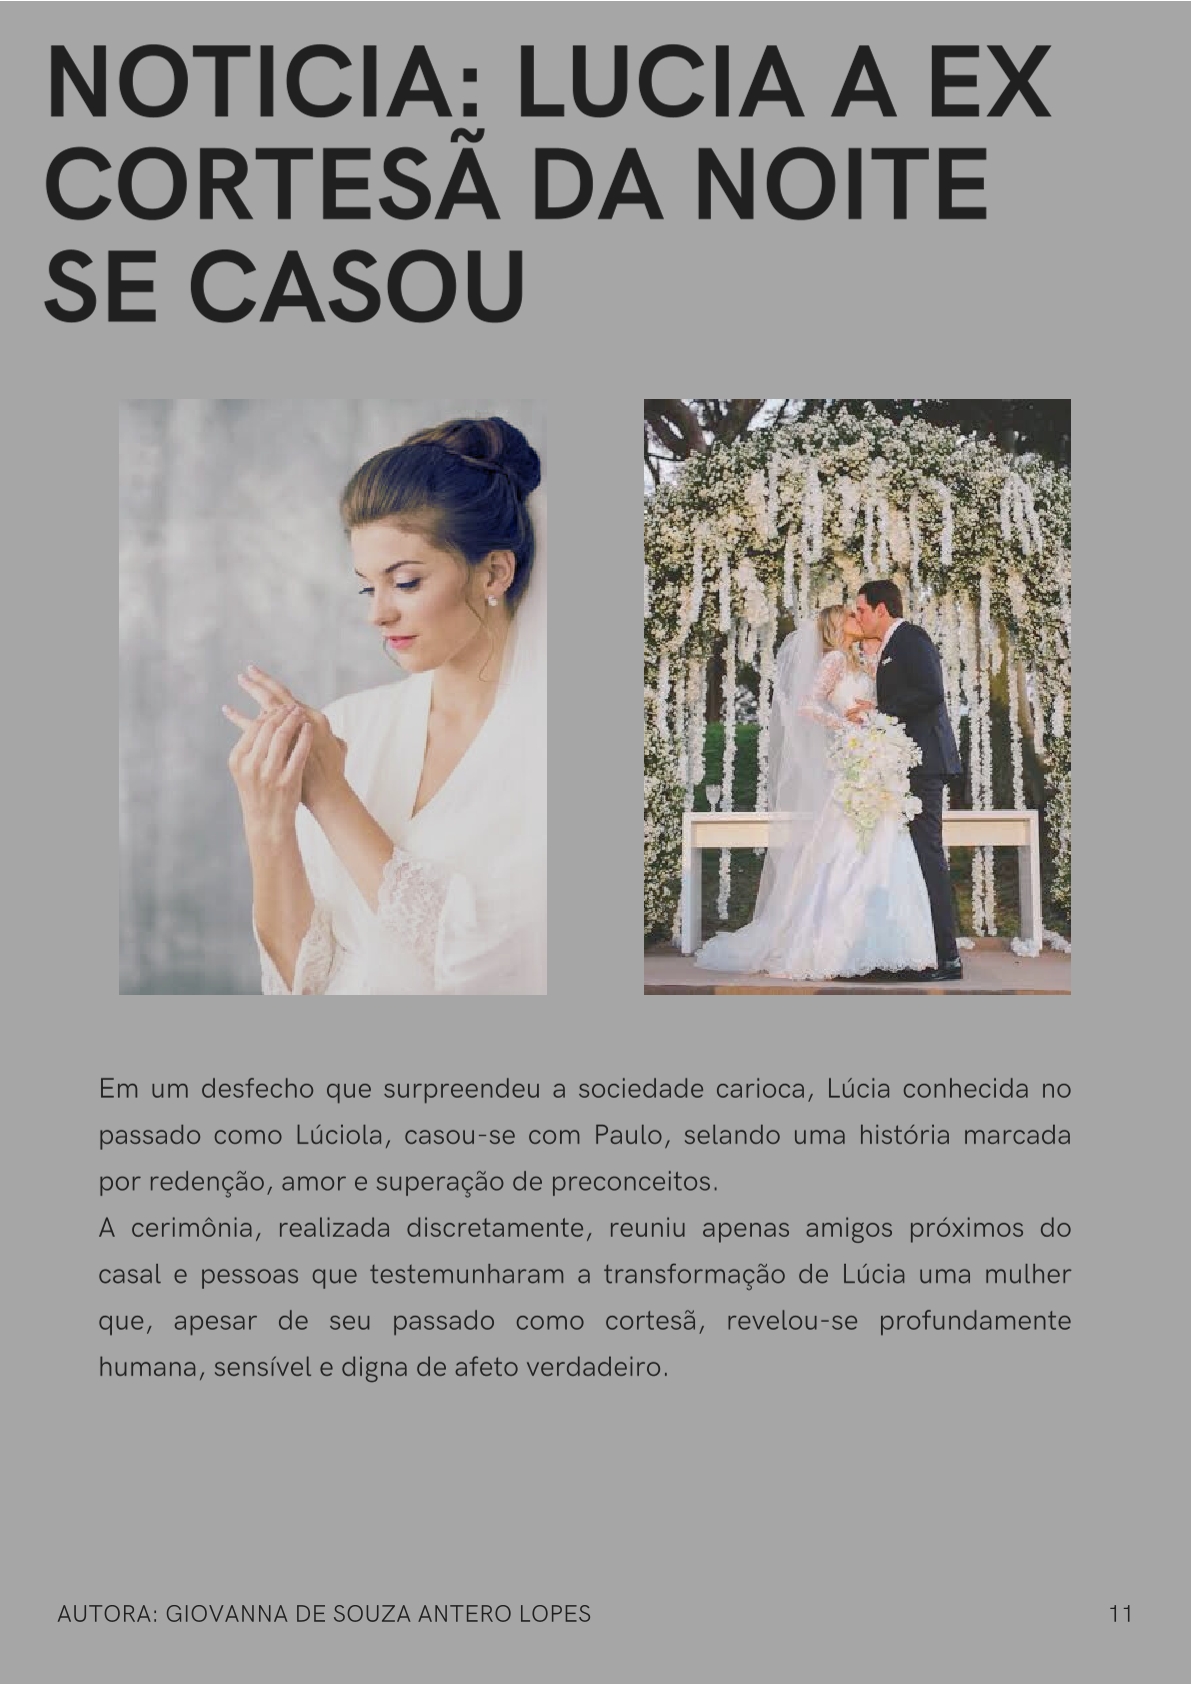 NOTICIA: LUCIA A EX
CORTESÃ DA NOITE
SE CASOU
Em um desfecho que surpreendeu a sociedade carioca, Lúcia conhecida no
passado como Lúciola, casou-se com Paulo, selando uma história marcada
por redenção, amor e superação de preconceitos.
A cerimônia, realizada discretamente, reuniu apenas amigos próximos do
casal e pessoas que testemunharam a transformação de Lúcia uma mulher
que, apesar de seu passado como cortesã, revelou-se profundamente
humana, sensível e digna de afeto verdadeiro.
AUTORA: GIOVANNA DE SOUZA ANTERO LOPES
11